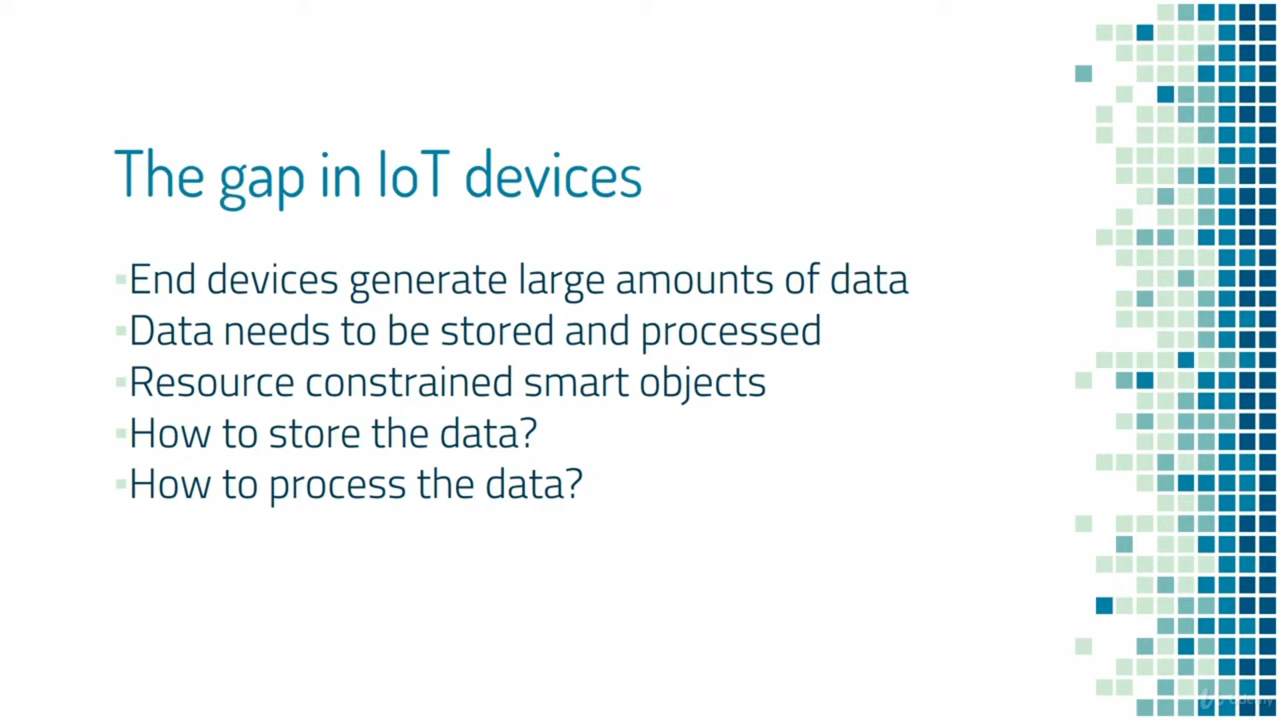 The gap in IoT devices
▪End devices generate large amounts of data
▪Data needs to be stored and processed
▪Resource constrained smart objects
▪How to store the data?
▪How to process the data?
udemy